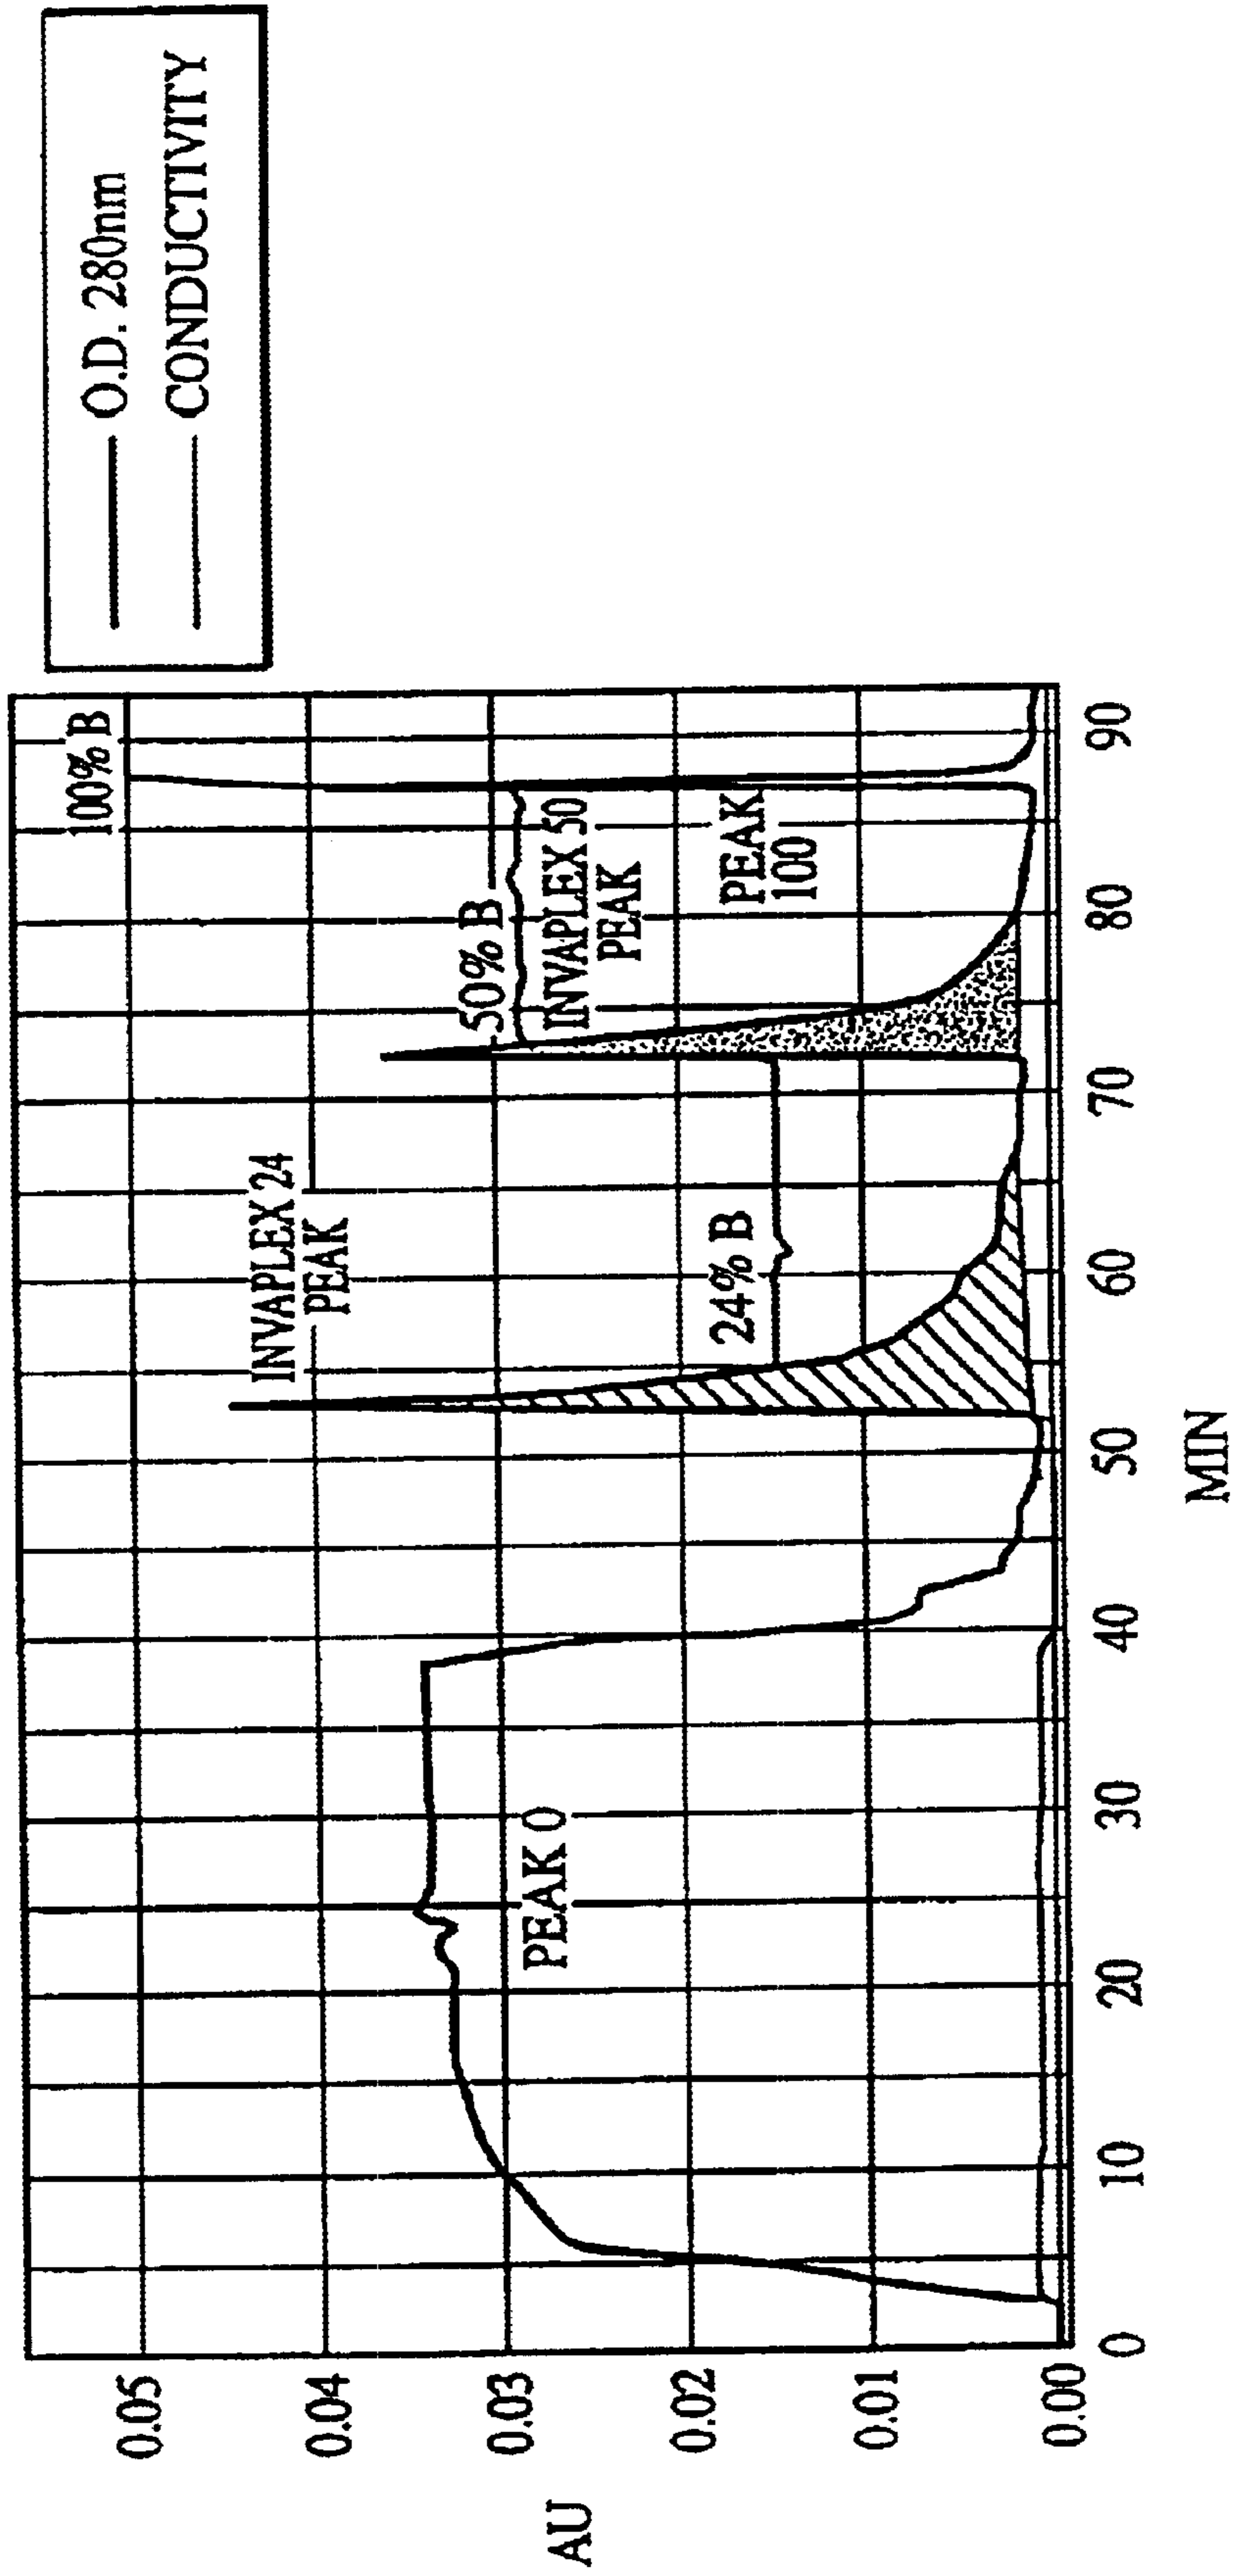 O.D. 280nm
CONDUCTIVITY
100% B
INVAPLEX 24
PEAK
50% B
INVAPLEX 50
PEAK
PEAK
100
24% B
PEAK 0
0.05
0.04
0.03
0.02
0.01
0.00
AU
0
10
20
30
40
50
60
70
80
90
MIN